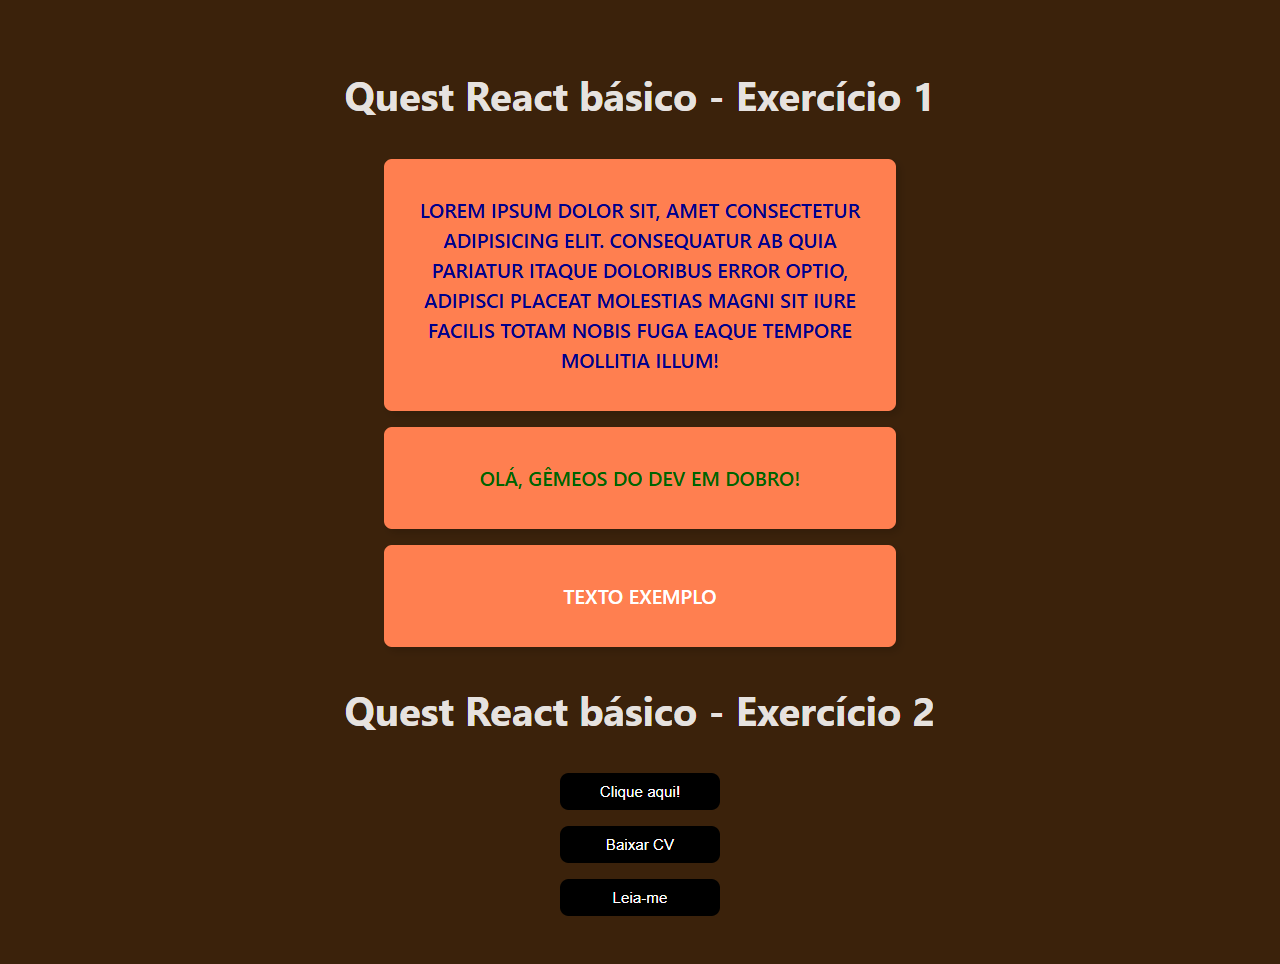 Quest React básico - Exercício 1
LOREM IPSUM DOLOR SIT, AMET CONSECTETUR
ADIPISICING ELIT. CONSEQUATUR AB QUIA
PARIATUR ITAQUE DOLORIBUS ERROR OPTIO,
ADIPISCI PLACEAT MOLESTIAS MAGNI SIT IURE
FACILIS TOTAM NOBIS FUGA EAQUE TEMPORE
MOLLITIA ILLUM!
OLÁ, GÊMEOS DO DEV EM DOBRO!
TEXTO EXEMPLO
Quest React básico - Exercício 2
Clique aqui!
Baixar CV
Leia-me